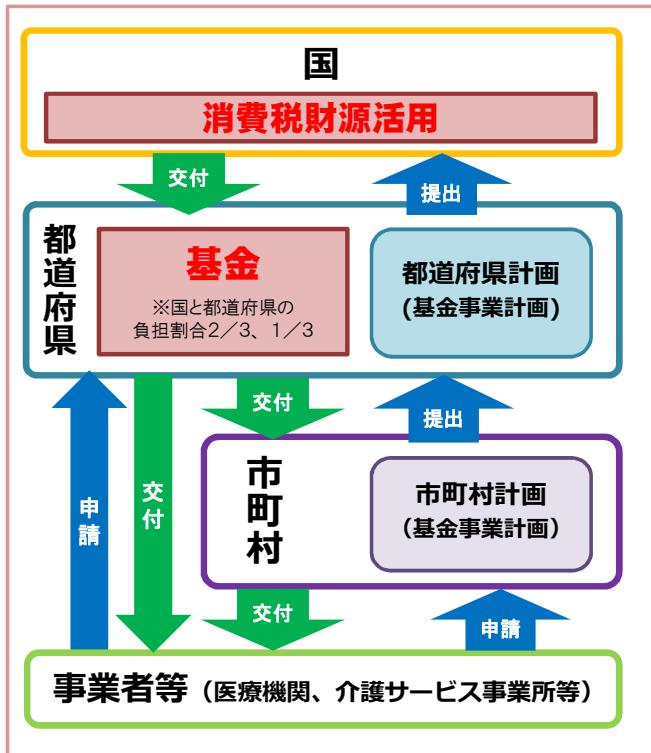 国
消費税財源活用
交付
提出
都道府県
基金
※国と都道府県の
負担割合2／3、1／3
都道府県計画
(基金事業計画)
交付
提出
申請
交付
市町村
市町村計画
（基金事業計画）
交付
申請
事業者等（医療機関、介護サービス事業所等）